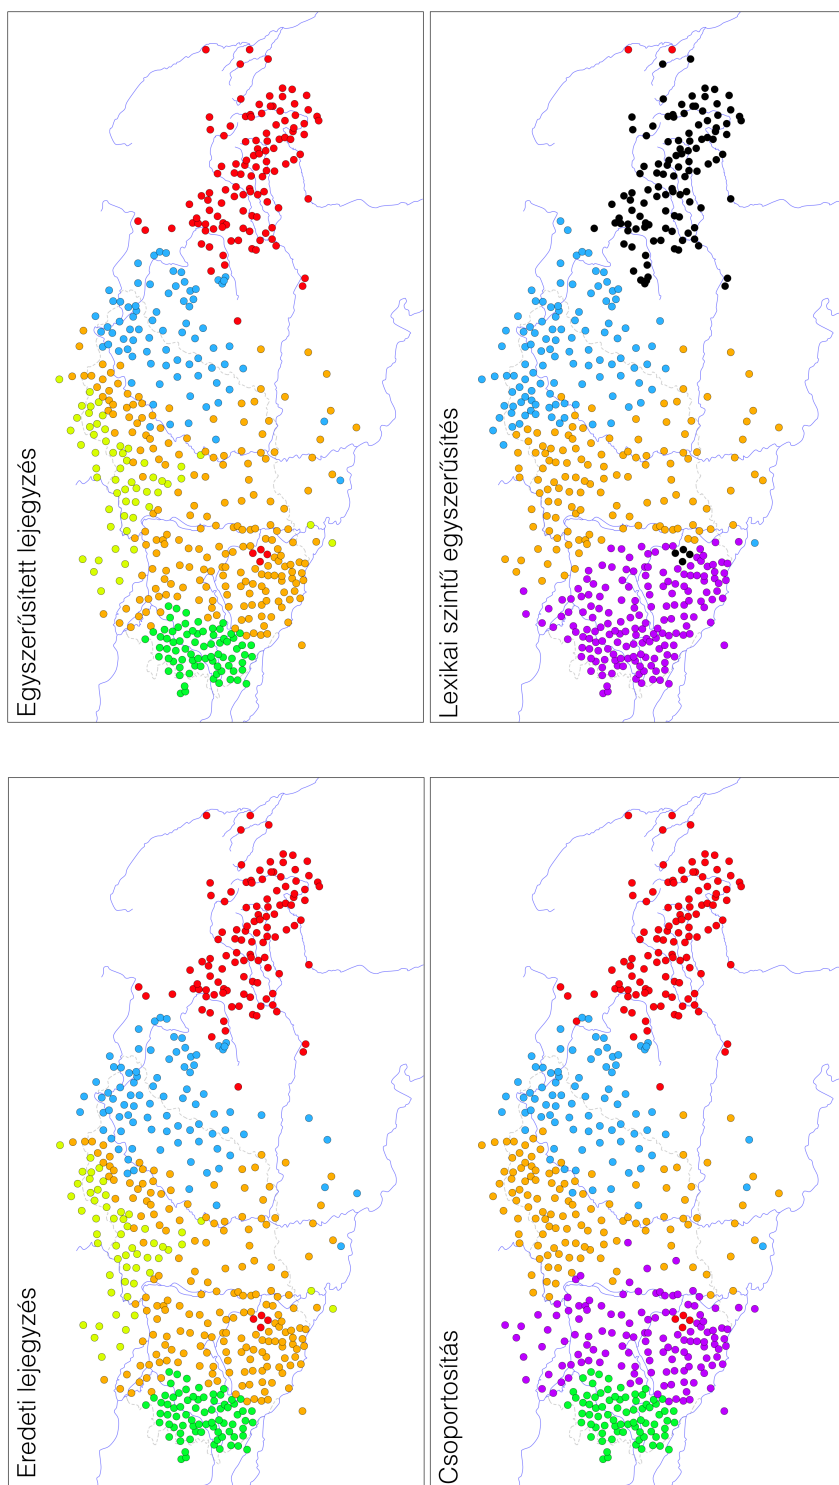 Eredeti lejegyzés
Egyszerűsített lejegyzés
Csoportosítás
Lexikai szintű egyszerűsítés